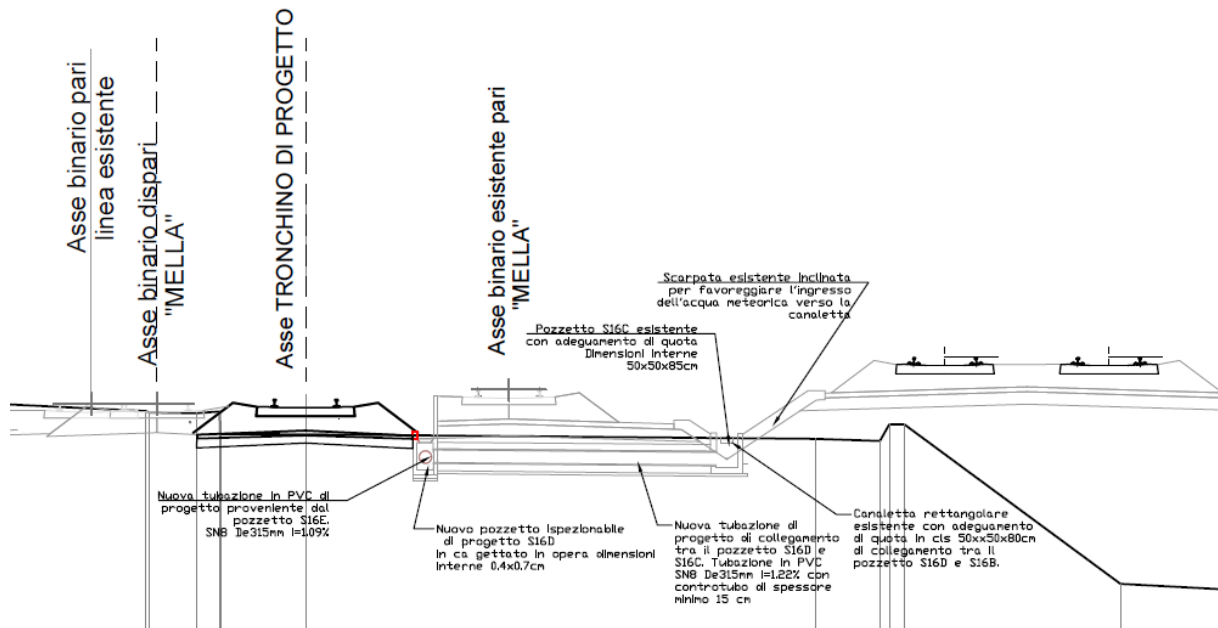 Asse binario pari
linea esistente
Asse binario dispari
"MELLA"
Asse TRONCHINO DI PROGETTO
Asse binario esistente pari
"MELLA"
Scarpata esistente inclinata
per favoreggiare l'ingresso
dell'acqua meteorica verso la
canaletta
Pozzetto S16C esistente
con adeguamento di quota
Dimensioni interne
50x50x85cm
Nuova tubazione in PVC di
progetto proveniente dal
pozzetto S16E.
SN8 De315mm i=1.09%
Nuovo pozzetto ispezionabile
di progetto S16D
in ca gettato in opera dimensioni
interne 0.4x0.7cm
Nuova tubazione di
progetto di collegamento
tra il pozzetto S16D e
S16C. Tubazione in PVC
SN8 De315mm i=1.22% con
controtubo di spessore
minimo 15 cm
Canaletta rettangolare
esistente con adeguamento
di quota in cls 50xx50x80cm
di collegamento tra il
pozzetto S16D e S16B.